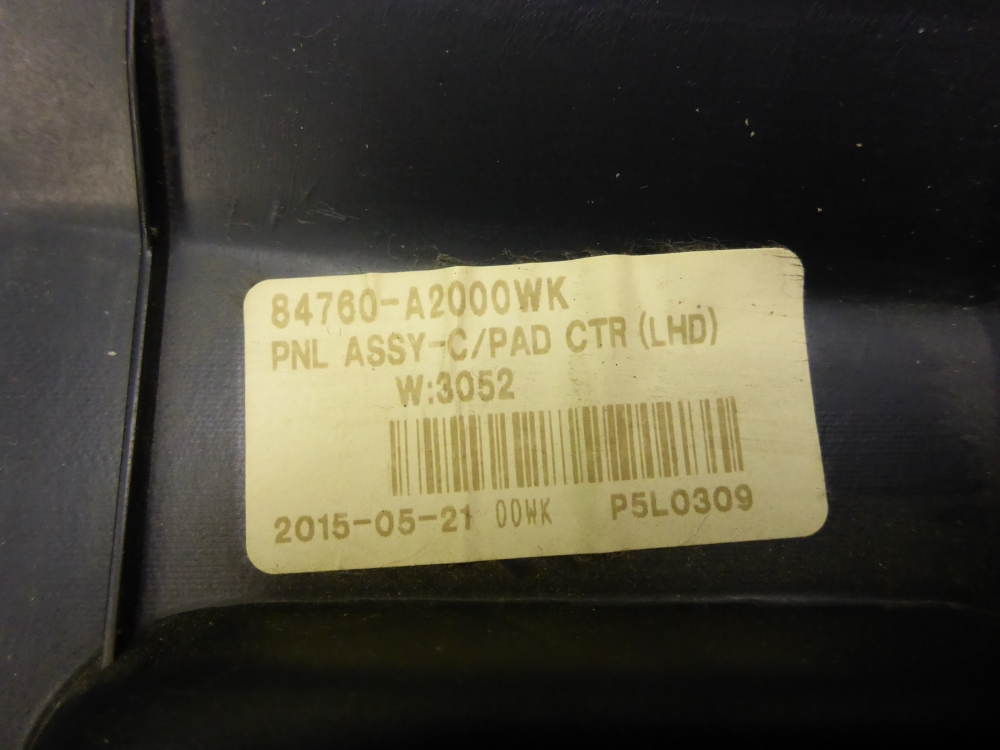 84760-A2000WK
PNL ASSY-C/PAD CTR (LHD)
W:3052
2015-05-21 00WK P5L0309